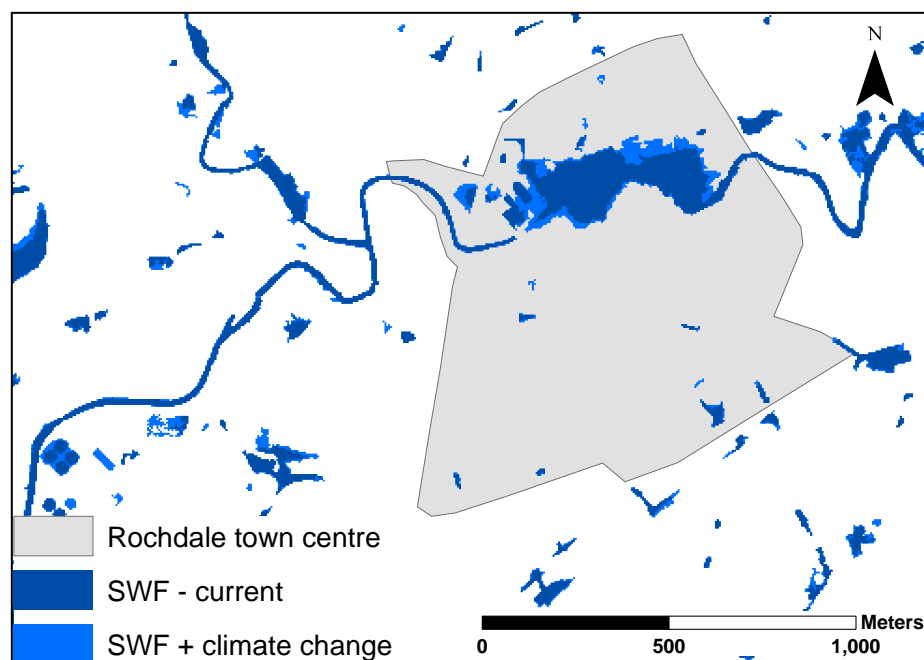 N
Rochdale town centre
SWF - current
SWF + climate change
Meters
0 500 1,000